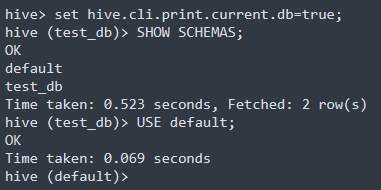 hive> set hive.cli.print.current.db=true;
hive (test_db)> SHOW SCHEMAS;
OK
default
test_db
Time taken: 0.523 seconds, Fetched: 2 row(s)
hive (test_db)> USE default;
OK
Time taken: 0.069 seconds
hive (default)>